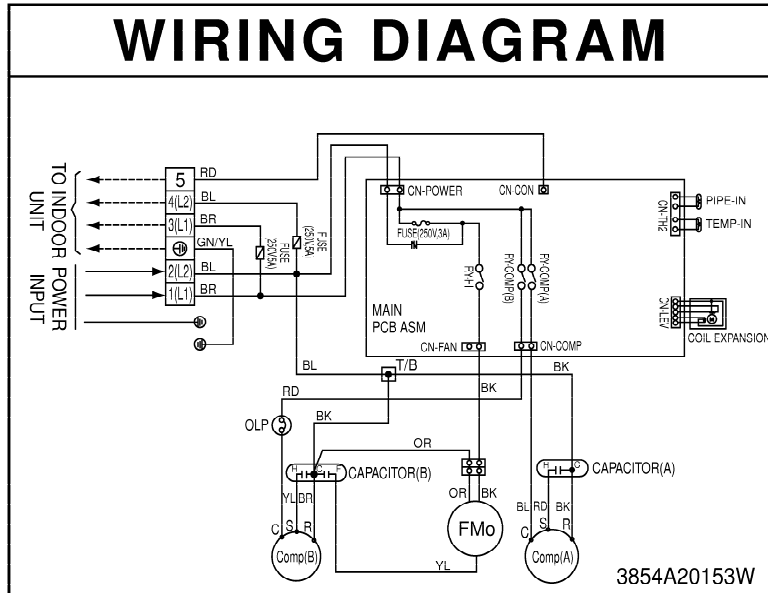 WIRING DIAGRAM
TO INDOOR
UNIT
POWER
INPUT
5
4(L2)
3(L1)
2(L2)
1(L1)
RD
BL
BR
GN/YL
BL
BR
FUSE
(250V,5A)
FUSE
250V,5A)
CN-POWER
CN-CON
FUSE(250V,3A)
RY-HI
RY-COMP(B)
RY-COMP(A)
MAIN
PCB ASM
CN-FAN
CN-COMP
CN-TH2
PIPE-IN
TEMP-IN
CN-LEV
M
COIL EXPANSION
BL
T/B
BK
RD
BK
BK
OLP
OR
H C F
CAPACITOR(B)
H C
CAPACITOR(A)
YL BR
OR BK
BL RD BK
C S R
Comp(B)
FMo
C S R
Comp(A)
YL
3854A20153W